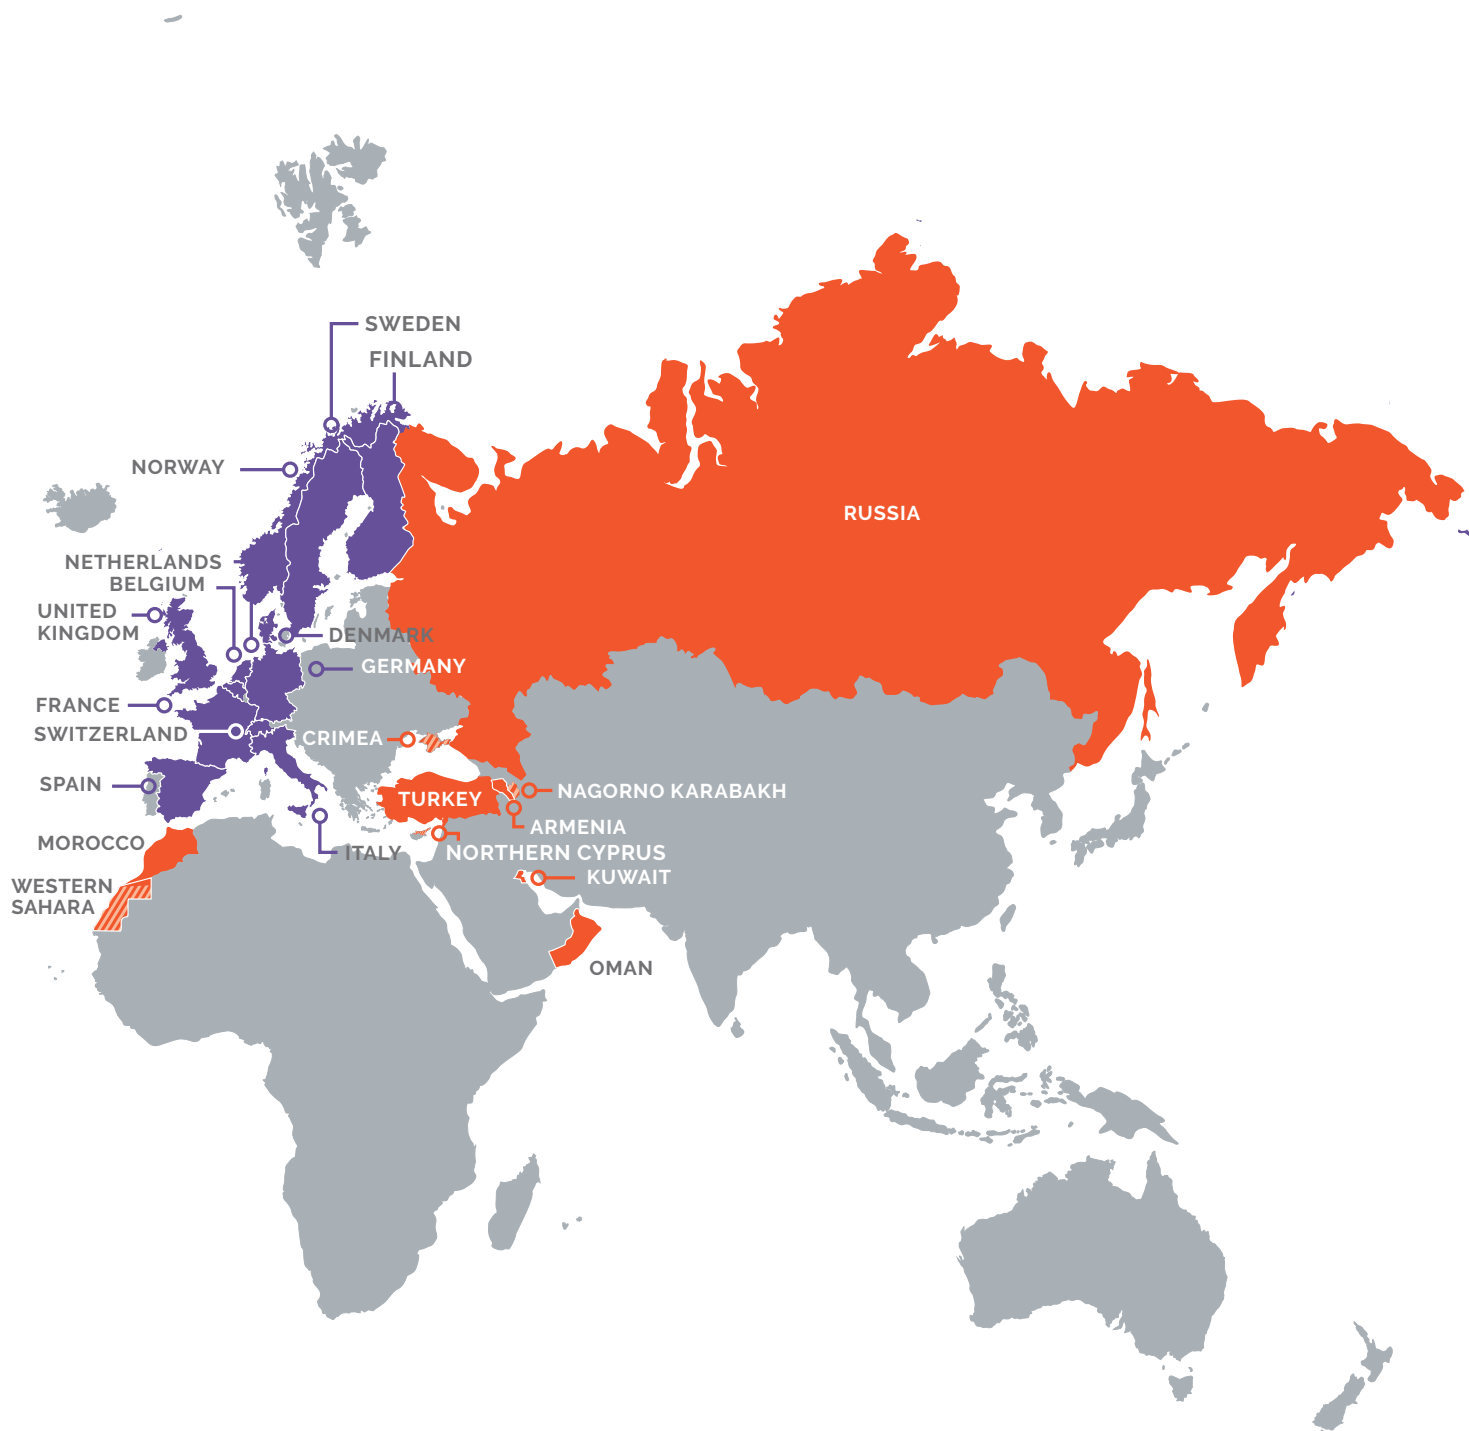 SWEDEN
FINLAND
NORWAY
RUSSIA
NETHERLANDS
BELGIUM
UNITED
KINGDOM
DENMARK
GERMANY
FRANCE
SWITZERLAND
CRIMEA
SPAIN
NAGORNO KARABAKH
TURKEY
ARMENIA
MOROCCO
ITALY
NORTHERN CYPRUS
KUWAIT
WESTERN
SAHARA
OMAN